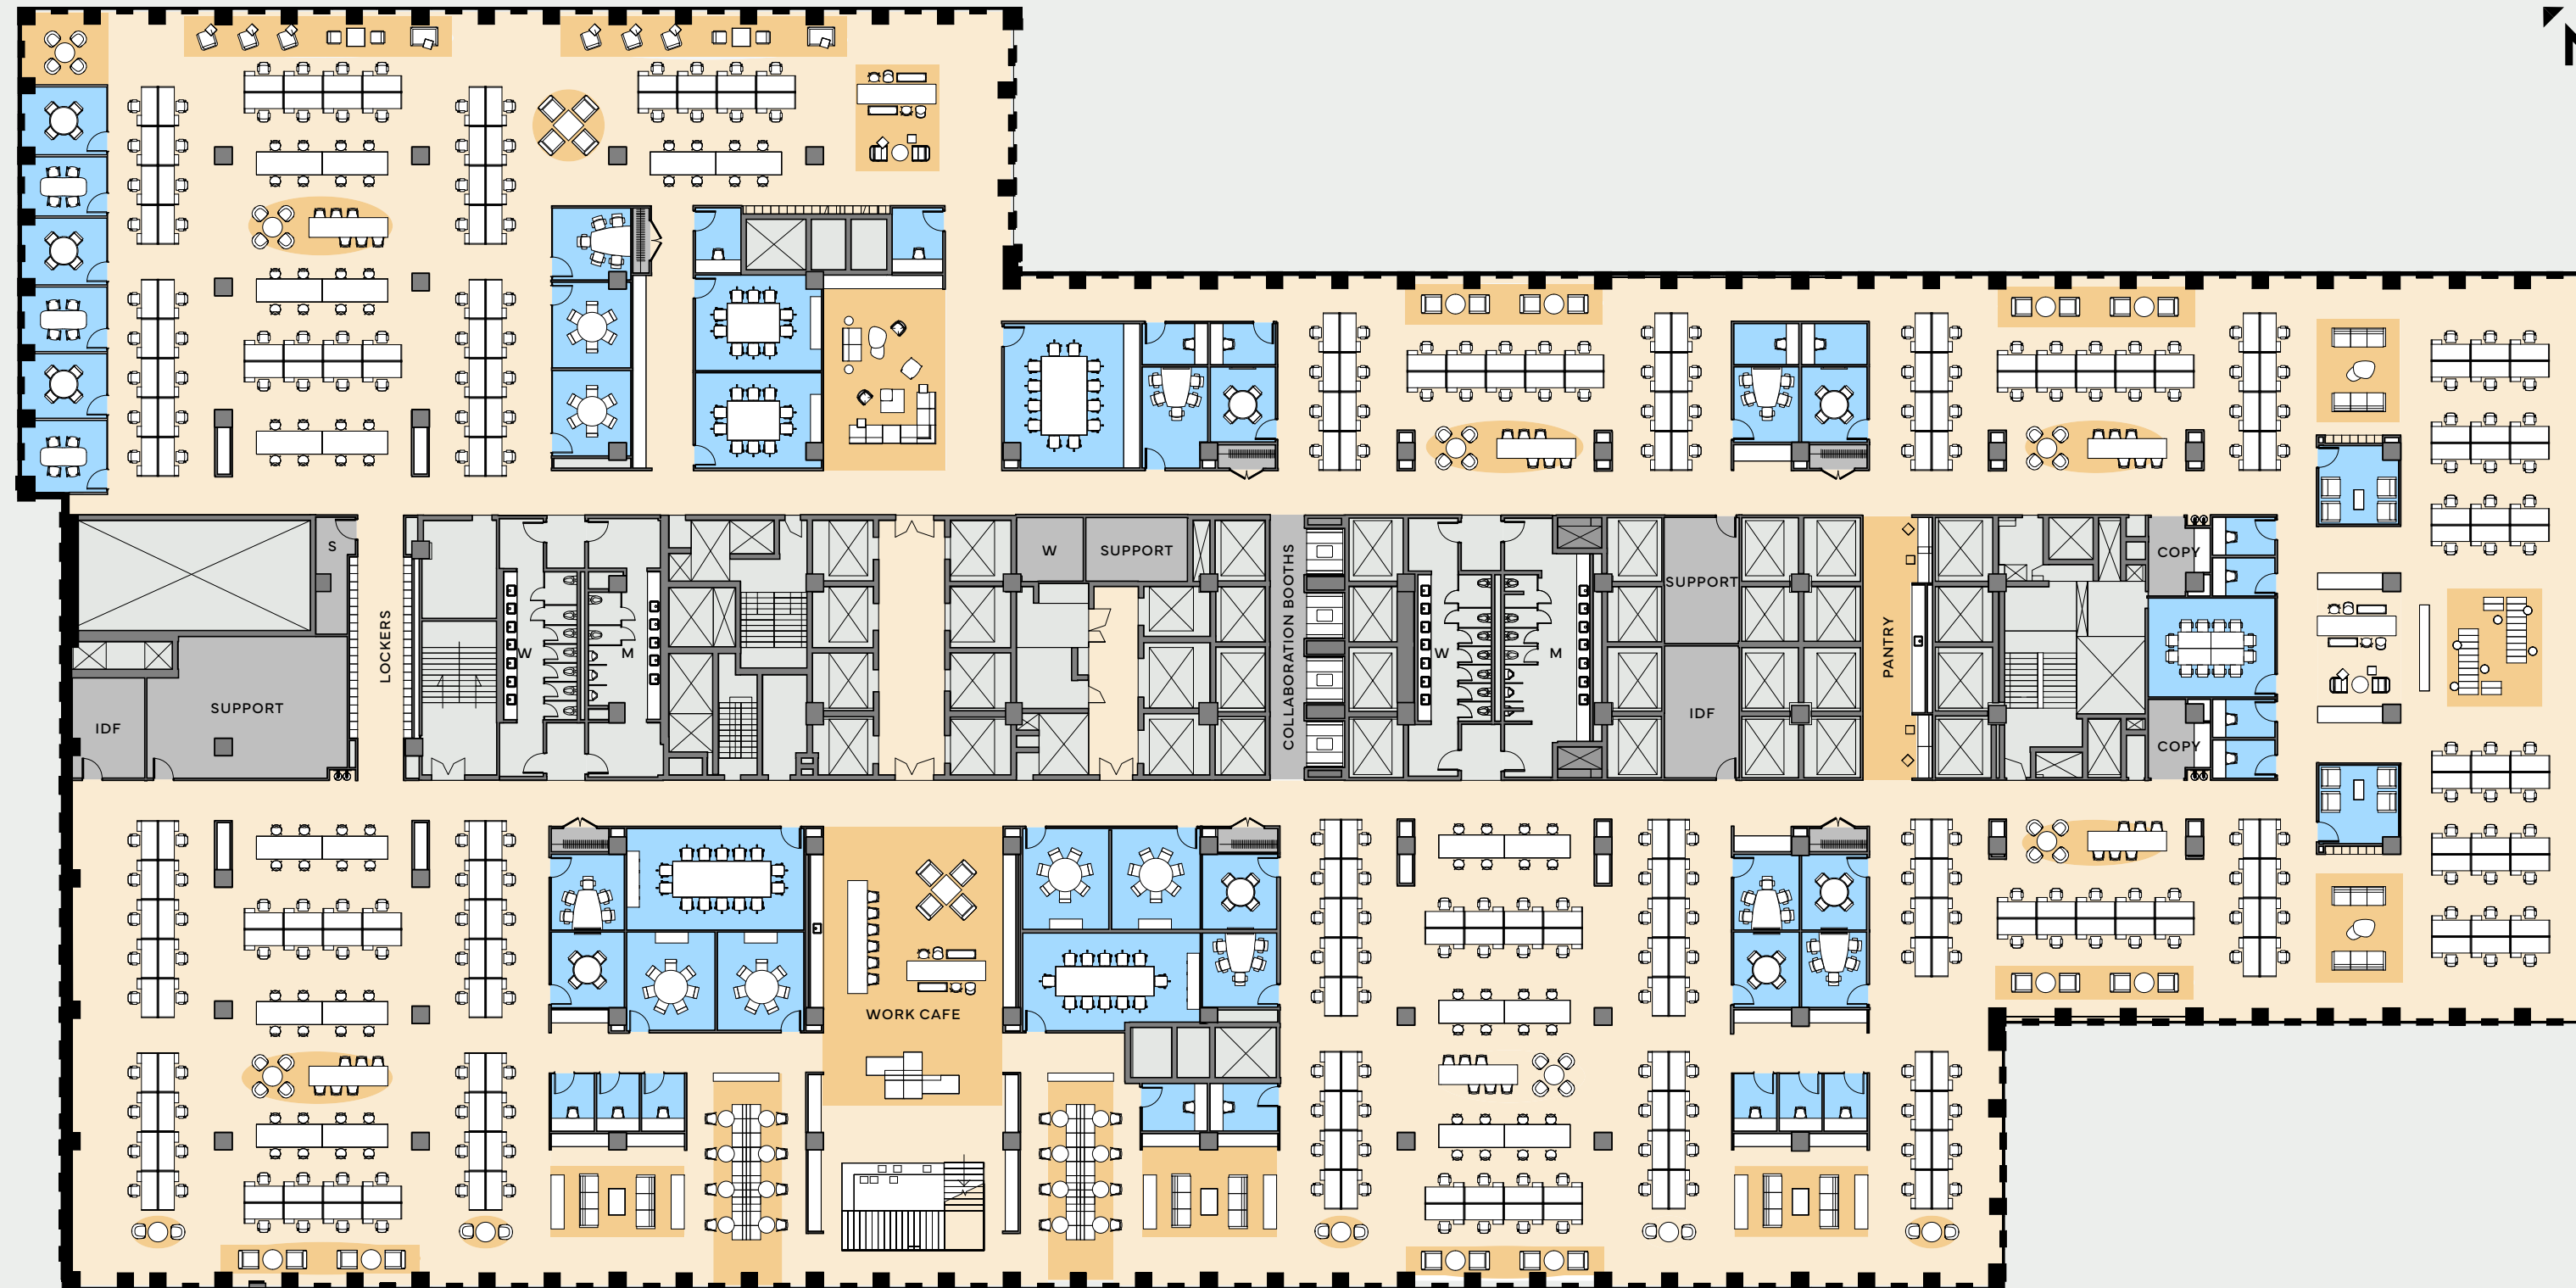 S
LOCKERS
IDF
SUPPORT
W
M
W
SUPPORT
COLLABORATION BOOTHS
W
M
SUPPORT
IDF
PANTRY
COPY
COPY
WORK CAFE